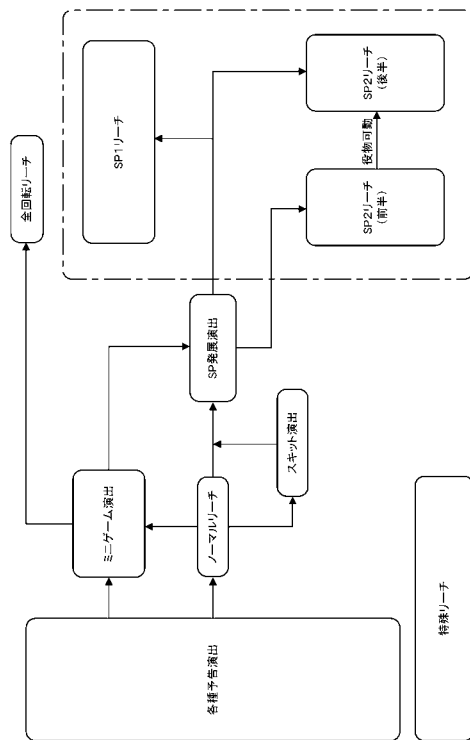 各種予告演出
ミニゲーム演出
ノーマルリーチ
スキット演出
SP発展演出
全回転リーチ
SP1リーチ
SP2リーチ
(前半)
役物可動
SP2リーチ
(後半)
特殊リーチ